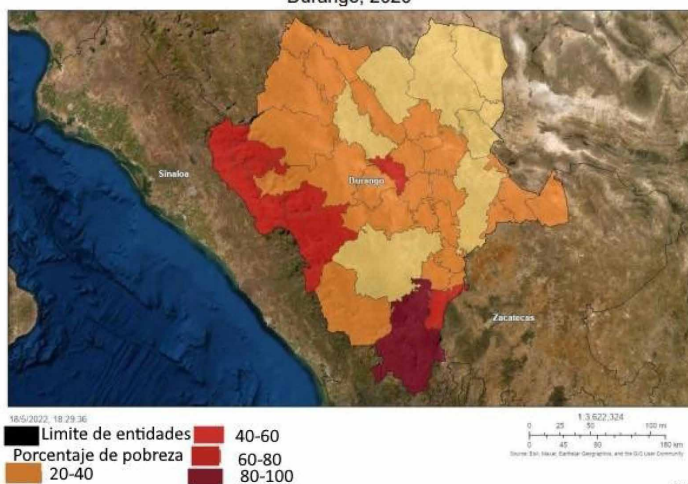 Durango, 2020
Sinaloa
Durango
Zacatecas
18/5/2022, 18:29:36
Limite de entidades
Porcentaje de pobreza
20-40
40-60
60-80
80-100
1:3,622,324
0 25 50 100 mi
0 45 90 180 km
Source: Esri, Maxar, Earthstar Geographics, and the GIS User Community